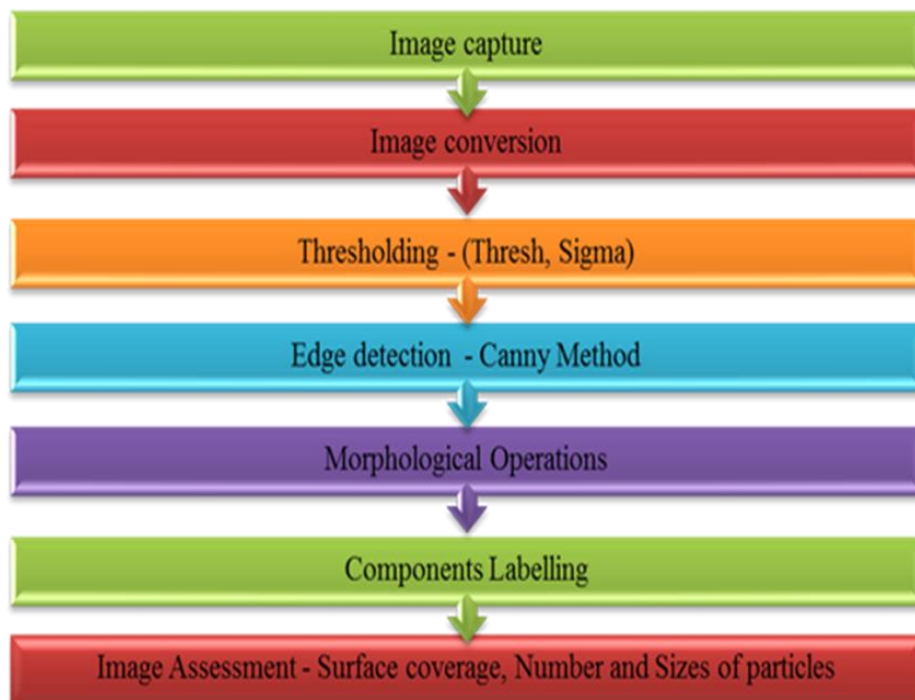 Image capture
Image conversion
Thresholding - (Thresh, Sigma)
Edge detection - Canny Method
Morphological Operations
Components Labelling
Image Assessment - Surface coverage, Number and Sizes of particles